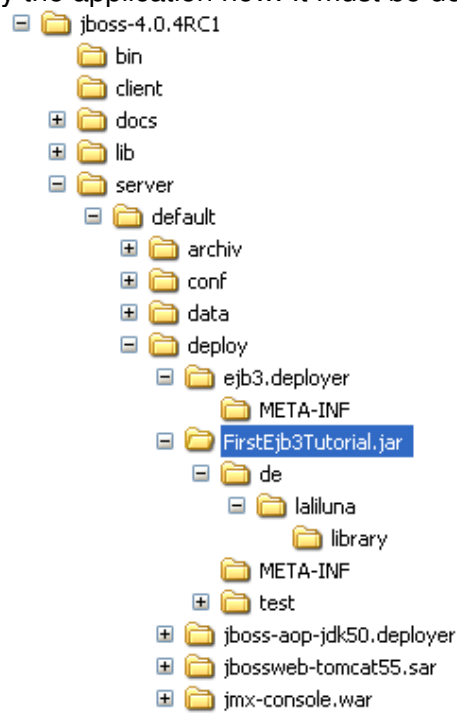 y the application now. It must be de
jboss-4.0.4RC1
bin
client
docs
lib
server
default
archiv
conf
data
deploy
ejb3.deployer
META-INF
FirstEjb3Tutorial.jar
de
laliluna
library
META-INF
test
jboss-aop-jdk50.deployer
jbossweb-tomcat55.sar
jmx-console.war